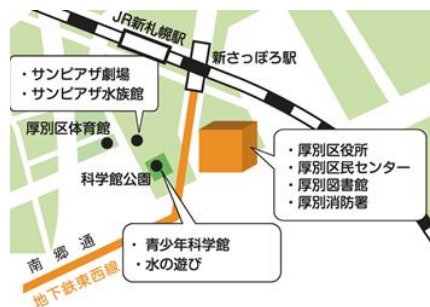 JR新札幌駅
新さっぽろ駅
・サンピアザ劇場
・サンピアザ水族館
厚別区体育館
科学館公園
・厚別区役所
・厚別区民センター
・厚別図書館
・厚別消防署
・青少年科学館
・水の遊び
南郷通
地下鉄東西線